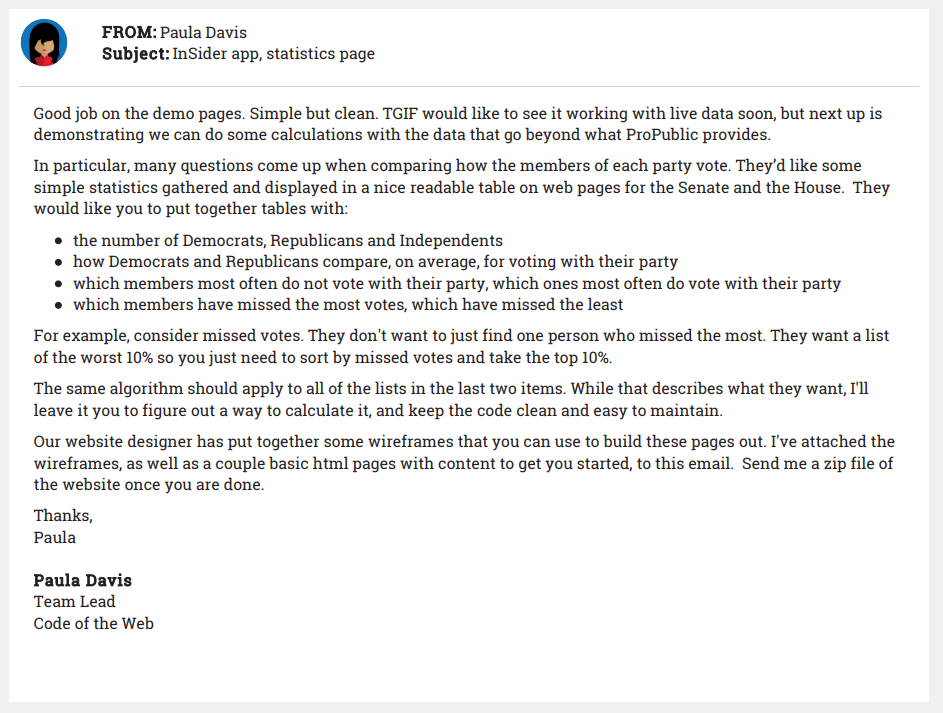 FROM: Paula Davis
Subject: InSider app, statistics page
Good job on the demo pages. Simple but clean. TGIF would like to see it working with live data soon, but next up is
demonstrating we can do some calculations with the data that go beyond what ProPublic provides.
In particular, many questions come up when comparing how the members of each party vote. They’d like some
simple statistics gathered and displayed in a nice readable table on web pages for the Senate and the House.  They
would like you to put together tables with:
• the number of Democrats, Republicans and Independents
• how Democrats and Republicans compare, on average, for voting with their party
• which members most often do not vote with their party, which ones most often do vote with their party
• which members have missed the most votes, which have missed the least
For example, consider missed votes. They don't want to just find one person who missed the most. They want a list
of the worst 10% so you just need to sort by missed votes and take the top 10%.
The same algorithm should apply to all of the lists in the last two items. While that describes what they want, I'll
leave it you to figure out a way to calculate it, and keep the code clean and easy to maintain.
Our website designer has put together some wireframes that you can use to build these pages out. I've attached the
wireframes, as well as a couple basic html pages with content to get you started, to this email.  Send me a zip file of
the website once you are done.
Thanks,
Paula
Paula Davis
Team Lead
Code of the Web